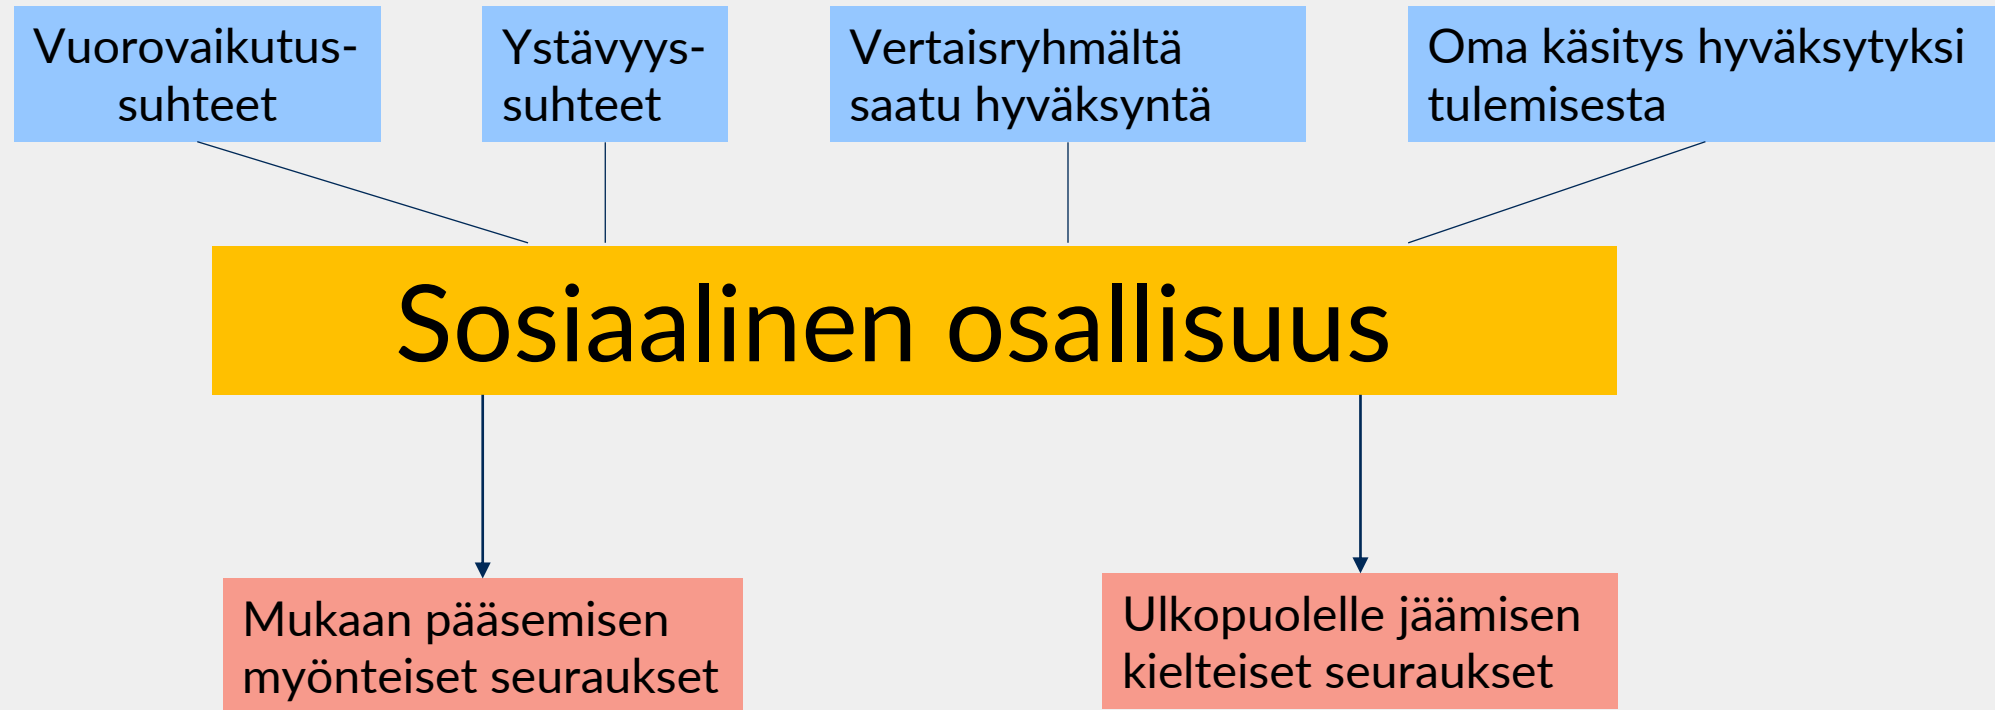 Vuorovaikutus-
suhteet
Ystävyys-
suhteet
Vertaisryhmältä
saatu hyväksyntä
Oma käsitys hyväksytyksi
tulemisesta
Sosiaalinen osallisuus
Mukaan pääsemisen
myönteiset seuraukset
Ulkopuolelle jäämisen
kielteiset seuraukset